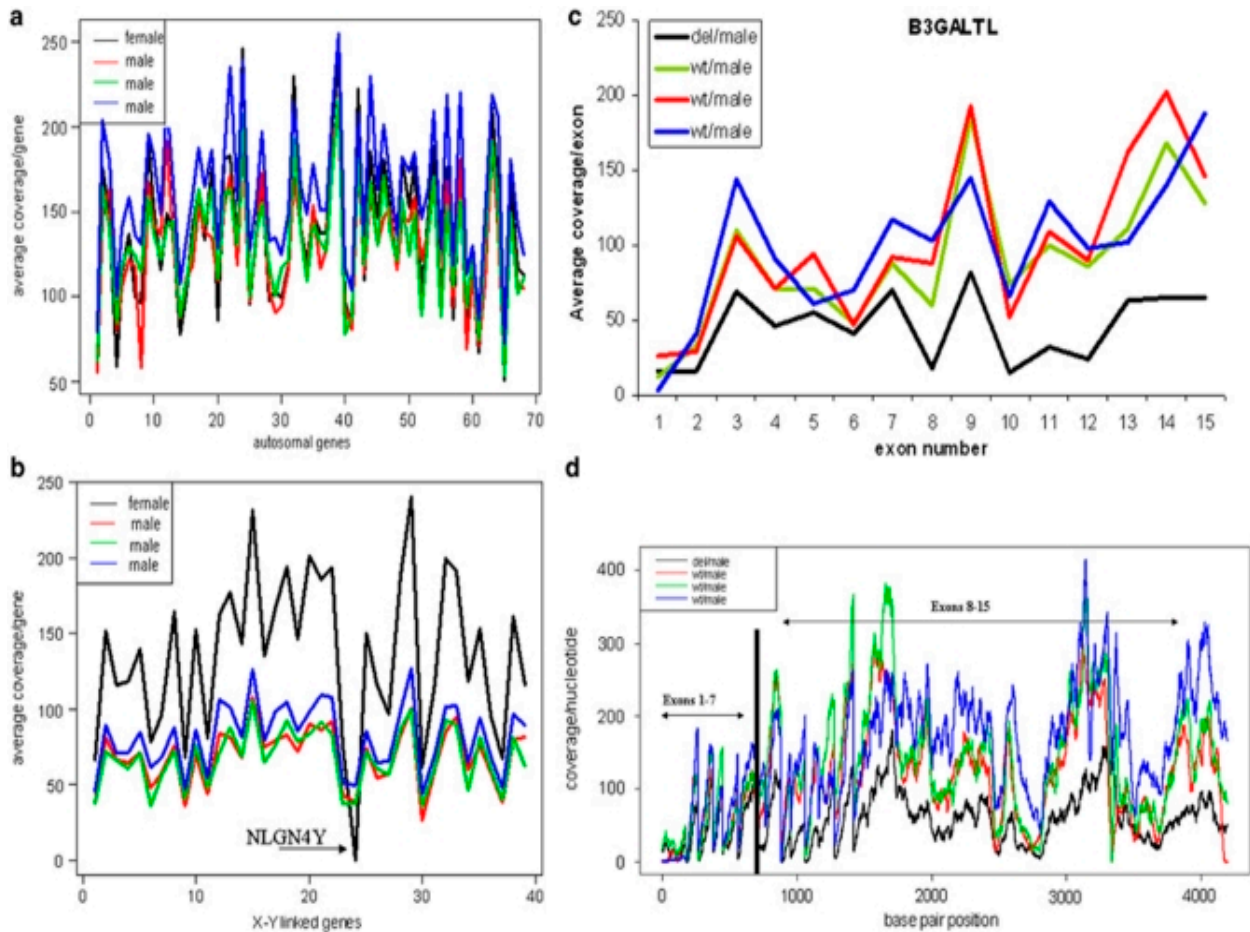 a
250
200
150
100
50
female
male
male
male
average coverage/gene
0 10 20 30 40 50 60 70
autosomal genes
b
250
200
150
100
50
0
female
male
male
male
average coverage/gene
NLGN4Y
0 10 20 30 40
X-Y linked genes
c
B3GALTL
250
200
150
100
50
0
del/male
wt/male
wt/male
wt/male
Average coverage/exon
1 2 3 4 5 6 7 8 9 10 11 12 13 14 15
exon number
d
400
300
200
100
0
del/male
wt/male
wt/male
wt/male
coverage/nucleotide
Exons 1-7
Exons 8-15
0 1000 2000 3000 4000
base pair position